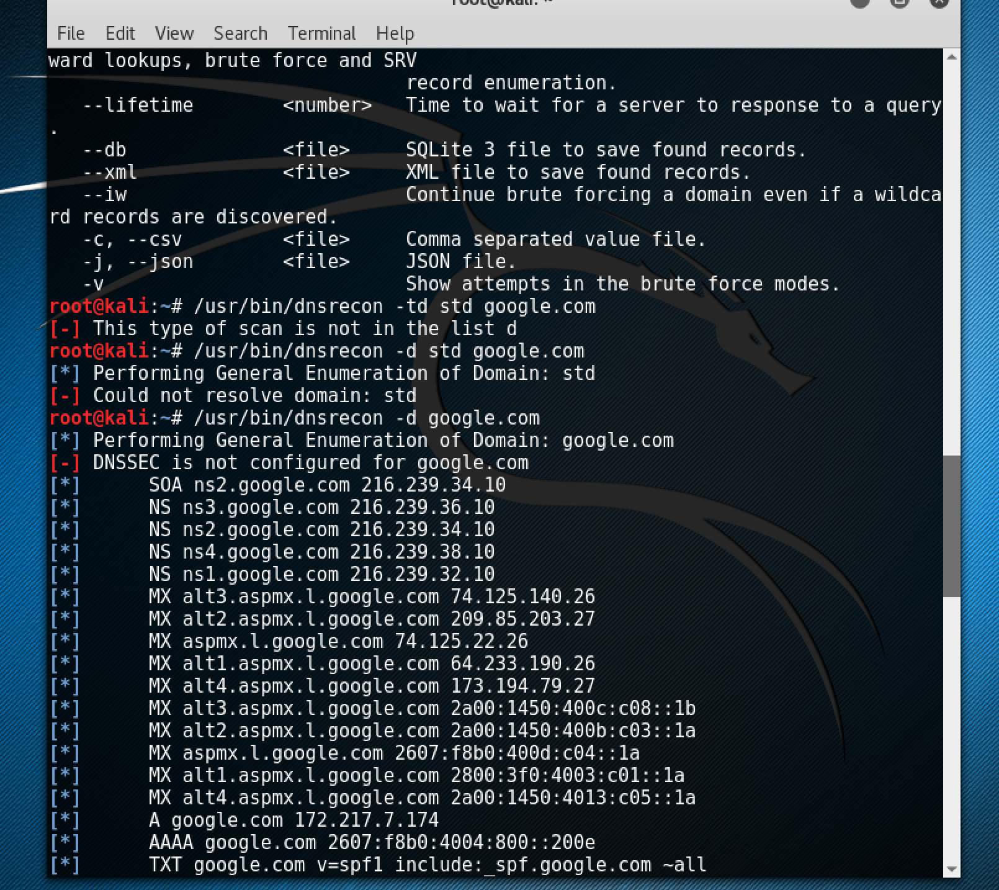 root@kali: ~
File Edit View Search Terminal Help
ward lookups, brute force and SRV
record enumeration.
--lifetime <number> Time to wait for a server to response to a query
.
--db <file> SQLite 3 file to save found records.
--xml <file> XML file to save found records.
--iw Continue brute forcing a domain even if a wildca
rd records are discovered.
-c, --csv <file> Comma separated value file.
-j, --json <file> JSON file.
-v Show attempts in the brute force modes.
root@kali:~# /usr/bin/dnsrecon -td std google.com
[-] This type of scan is not in the list d
root@kali:~# /usr/bin/dnsrecon -d std google.com
[*] Performing General Enumeration of Domain: std
[-] Could not resolve domain: std
root@kali:~# /usr/bin/dnsrecon -d google.com
[*] Performing General Enumeration of Domain: google.com
[-] DNSSEC is not configured for google.com
[*] SOA ns2.google.com 216.239.34.10
[*] NS ns3.google.com 216.239.36.10
[*] NS ns2.google.com 216.239.34.10
[*] NS ns4.google.com 216.239.38.10
[*] NS ns1.google.com 216.239.32.10
[*] MX alt3.aspmx.l.google.com 74.125.140.26
[*] MX alt2.aspmx.l.google.com 209.85.203.27
[*] MX aspmx.l.google.com 74.125.22.26
[*] MX alt1.aspmx.l.google.com 64.233.190.26
[*] MX alt4.aspmx.l.google.com 173.194.79.27
[*] MX alt3.aspmx.l.google.com 2a00:1450:400c:c08::1b
[*] MX alt2.aspmx.l.google.com 2a00:1450:400b:c03::1a
[*] MX aspmx.l.google.com 2607:f8b0:400d:c04::1a
[*] MX alt1.aspmx.l.google.com 2800:3f0:4003:c01::1a
[*] MX alt4.aspmx.l.google.com 2a00:1450:4013:c05::1a
[*] A google.com 172.217.7.174
[*] AAAA google.com 2607:f8b0:4004:800::200e
[*] TXT google.com v=spf1 include:_spf.google.com ~all